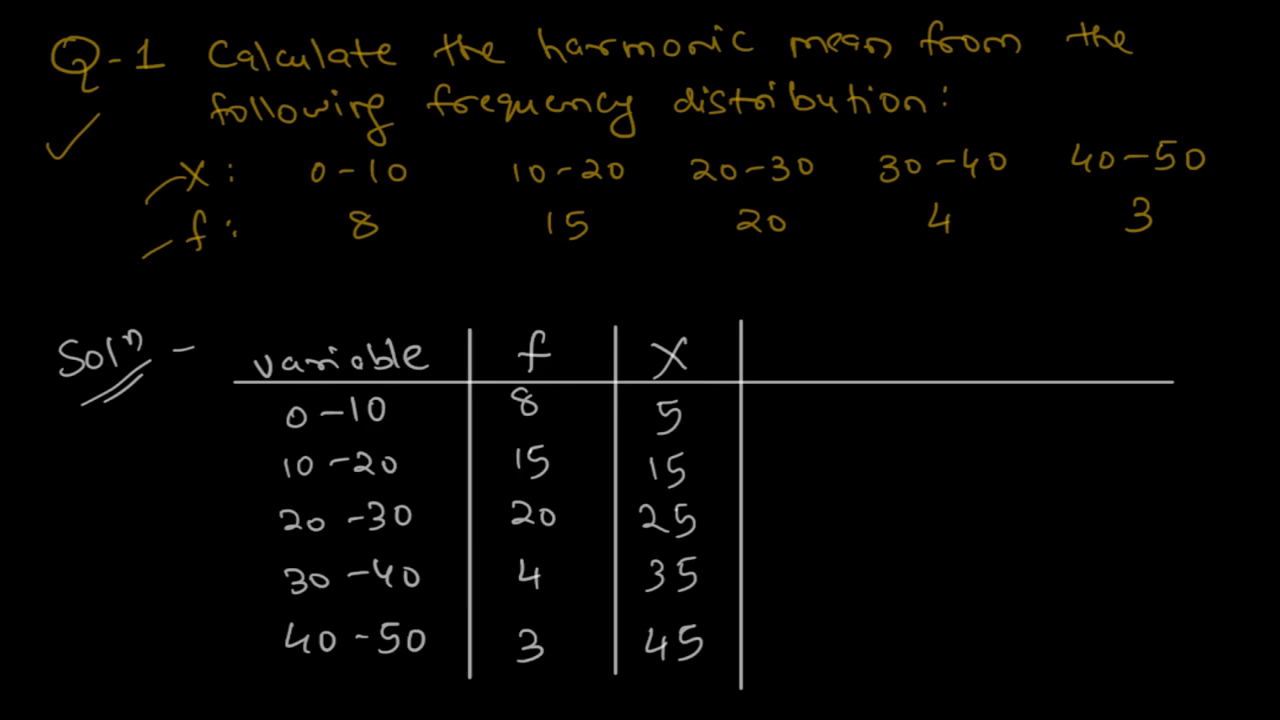 Q-1 Calculate the harmonic mean from the
following frequency distribution:
X: 0-10 10-20 20-30 30-40 40-50
f: 8 15 20 4 3
Solⁿ - variable f X
0-10 8 5
10-20 15 15
20-30 20 25
30-40 4 35
40-50 3 45